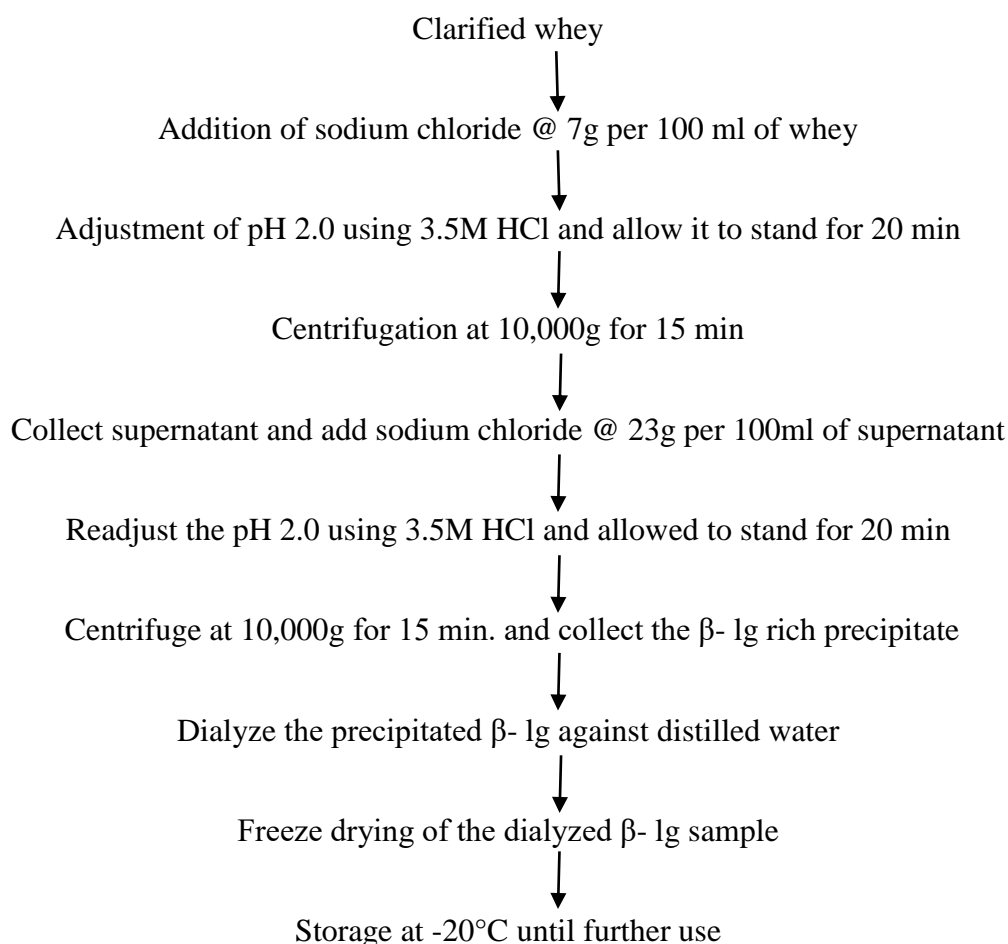 Clarified whey
Addition of sodium chloride @ 7g per 100 ml of whey
Adjustment of pH 2.0 using 3.5M HCl and allow it to stand for 20 min
Centrifugation at 10,000g for 15 min
Collect supernatant and add sodium chloride @ 23g per 100ml of supernatant
Readjust the pH 2.0 using 3.5M HCl and allowed to stand for 20 min
Centrifuge at 10,000g for 15 min. and collect the β- lg rich precipitate
Dialyze the precipitated β- lg against distilled water
Freeze drying of the dialyzed β- lg sample
Storage at -20°C until further use